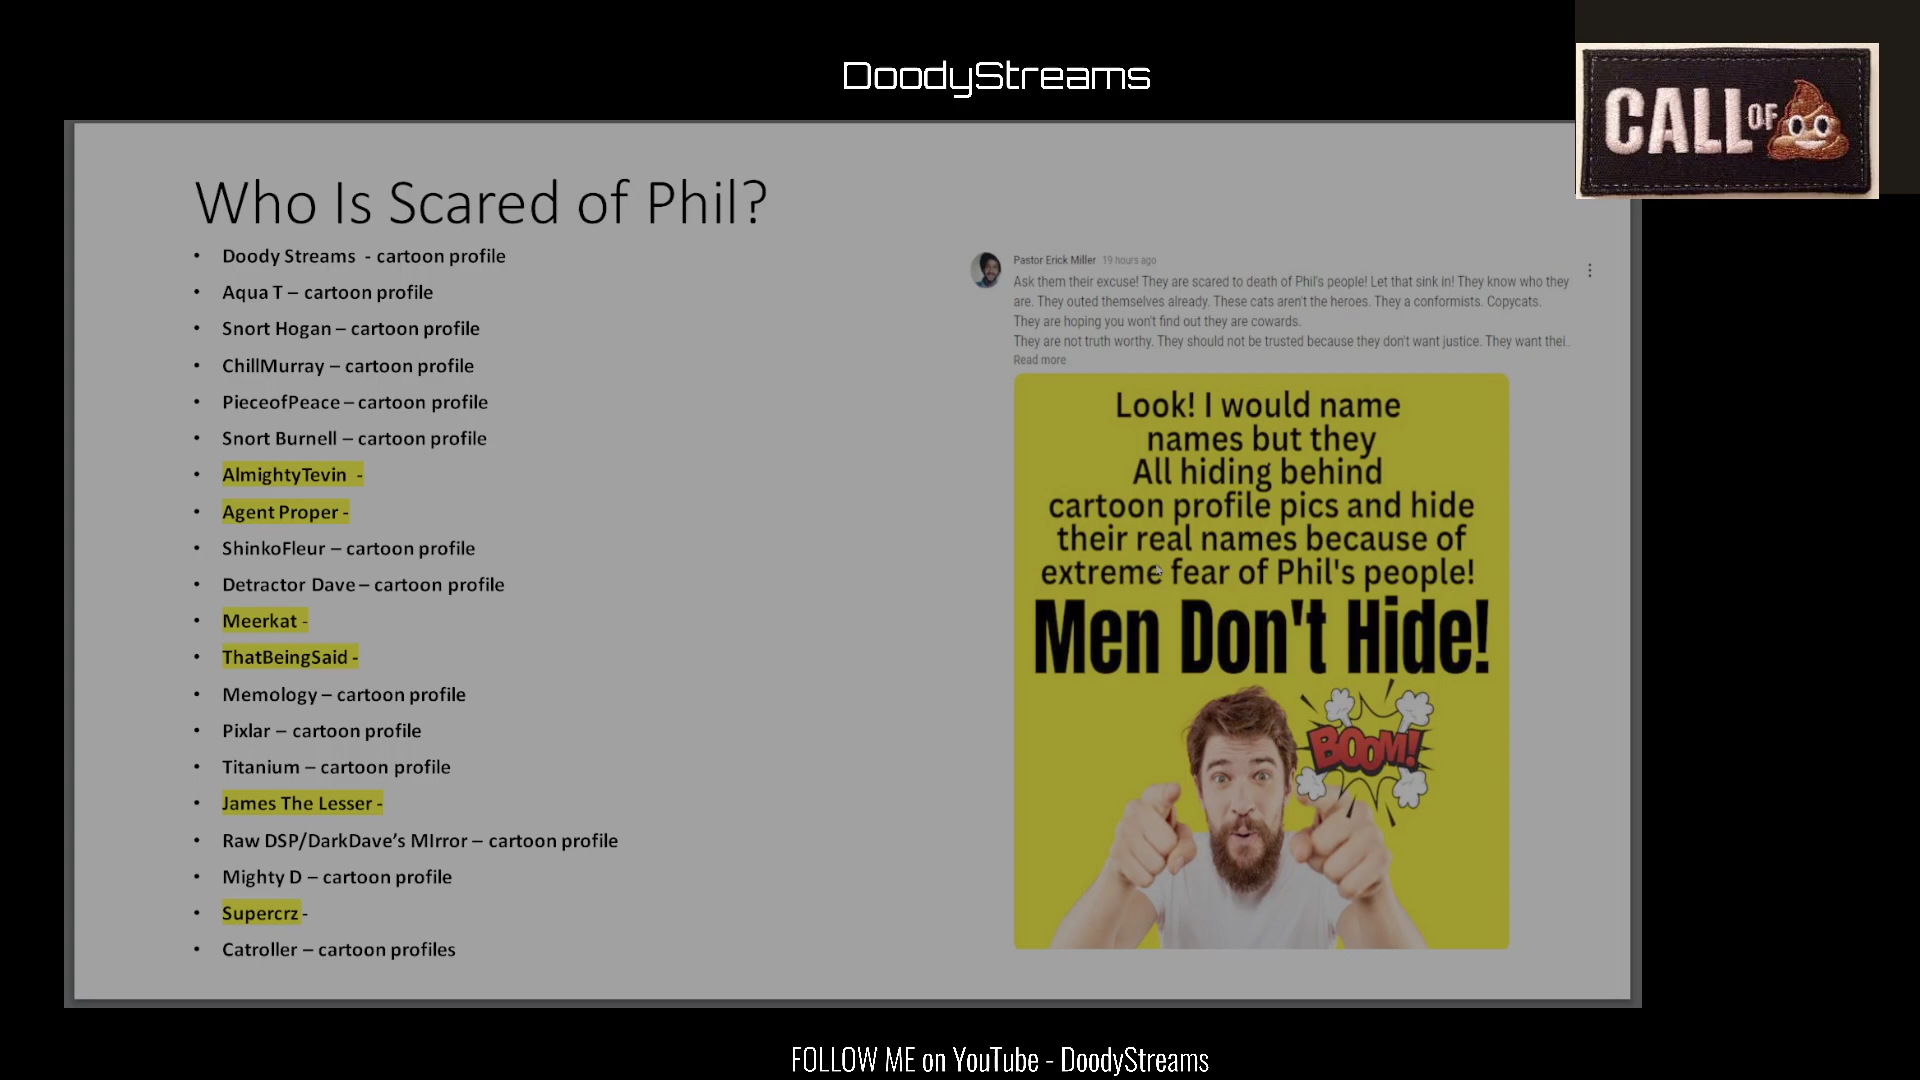 DoodyStreams
CALL OF
Who Is Scared of Phil?
• Doody Streams - cartoon profile
• Aqua T – cartoon profile
• Snort Hogan – cartoon profile
• ChillMurray – cartoon profile
• PieceofPeace – cartoon profile
• Snort Burnell – cartoon profile
• AlmightyTevin -
• Agent Proper -
• ShinkoFleur – cartoon profile
• Detractor Dave – cartoon profile
• Meerkat -
• ThatBeingSaid -
• Memology – cartoon profile
• Pixlar – cartoon profile
• Titanium – cartoon profile
• James The Lesser -
• Raw DSP/DarkDave’s MIrror – cartoon profile
• Mighty D – cartoon profile
• Supercrz -
• Catroller – cartoon profiles
Pastor Erick Miller 19 hours ago
Ask them their excuse! They are scared to death of Phil's people! Let that sink in! They know who they
are. They outed themselves already. These cats aren't the heroes. They a conformists. Copycats.
They are hoping you won't find out they are cowards.
They are not truth worthy. They should not be trusted because they don't want justice. They want thei..
Read more
Look! I would name
names but they
All hiding behind
cartoon profile pics and hide
their real names because of
extreme fear of Phil's people!
Men Don't Hide!
BOOM!
FOLLOW ME on YouTube - DoodyStreams